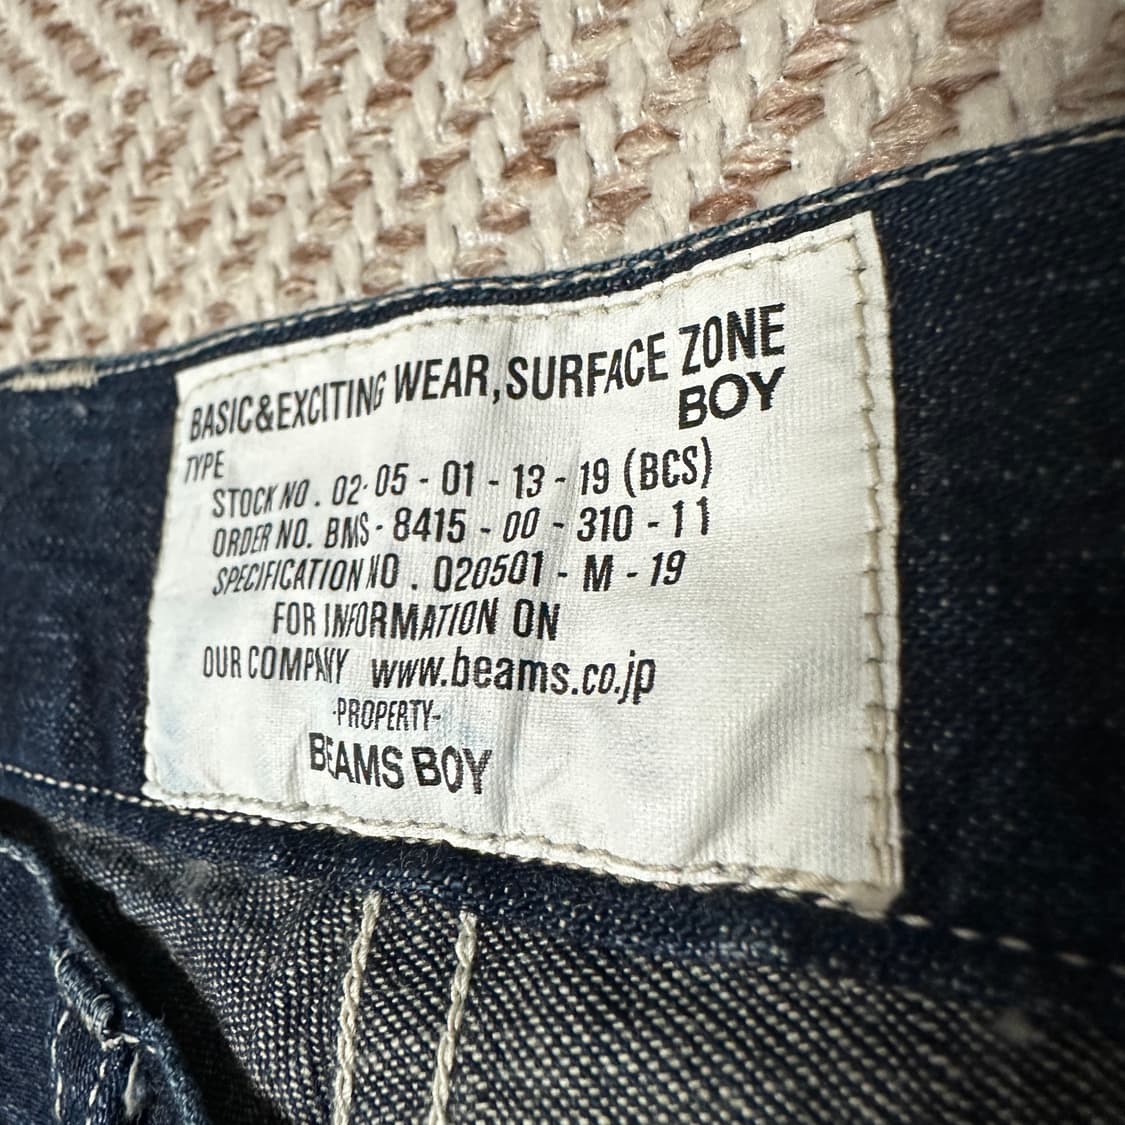 BASIC&EXCITING WEAR,SURFACE ZONE
BOY
TYPE
STOCK NO. 02-05-01-13-19 (BCS)
ORDER NO. BMS-8415-00-310-11
SPECIFICATION NO. 020501-M-19
FOR INFORMATION ON
OUR COMPANY www.beams.co.jp
-PROPERTY-
BEAMS BOY